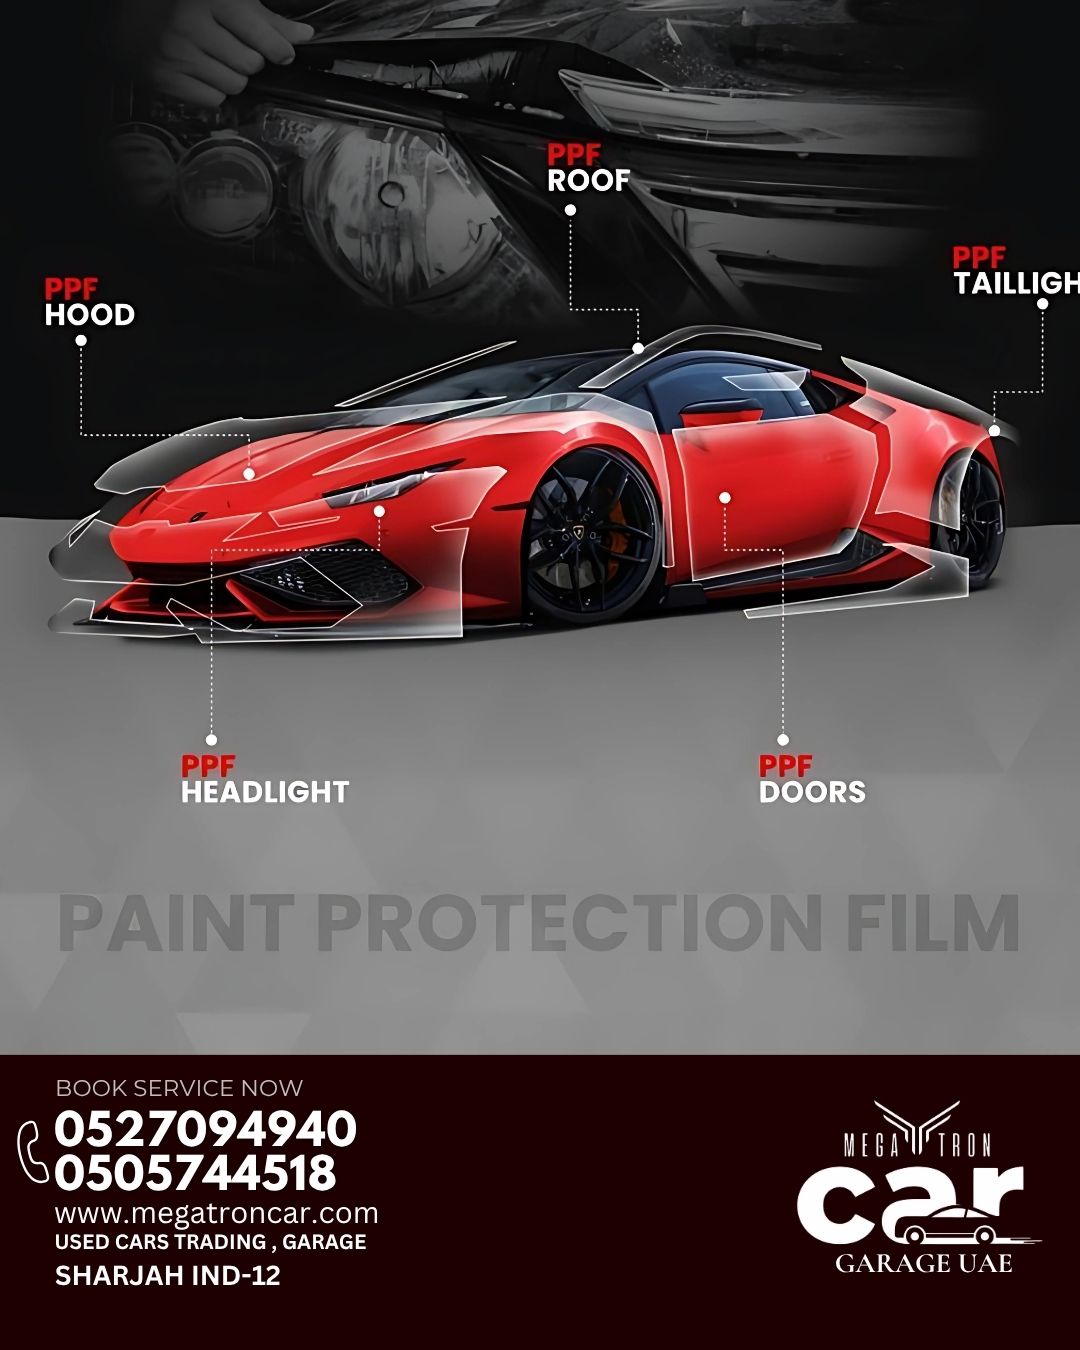 PPF
ROOF
PPF
TAILLIGH
PPF
HOOD
PPF
HEADLIGHT
PPF
DOORS
PAINT PROTECTION FILM
BOOK SERVICE NOW
0527094940
0505744518
www.megatroncar.com
USED CARS TRADING , GARAGE
SHARJAH IND-12
MEGA TRON
car
GARAGE UAE